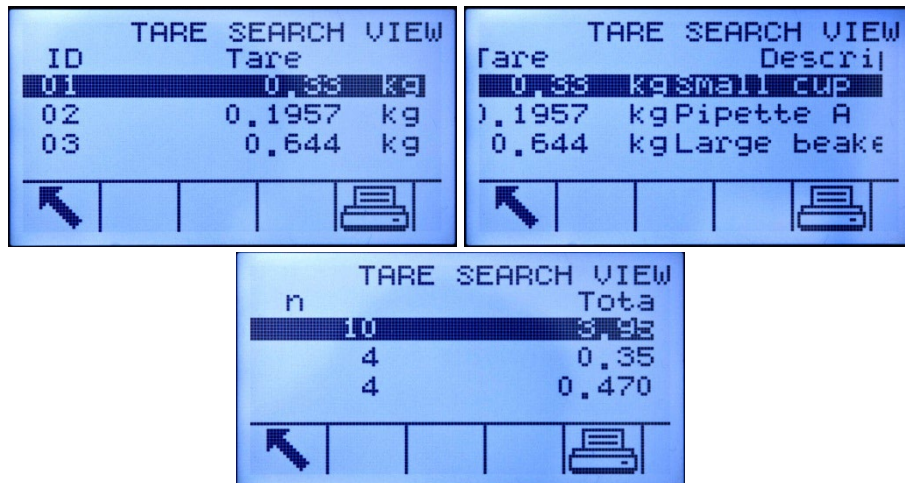 TARE SEARCH VIEW
ID Tare
01 0.33 kg
02 0.1957 kg
03 0.644 kg
TARE SEARCH VIEW
Tare Descrip
0.33 kg Small cup
0.1957 kg Pipette A
0.644 kg Large beake
TARE SEARCH VIEW
n Tota
10
4 0.35
4 0.470